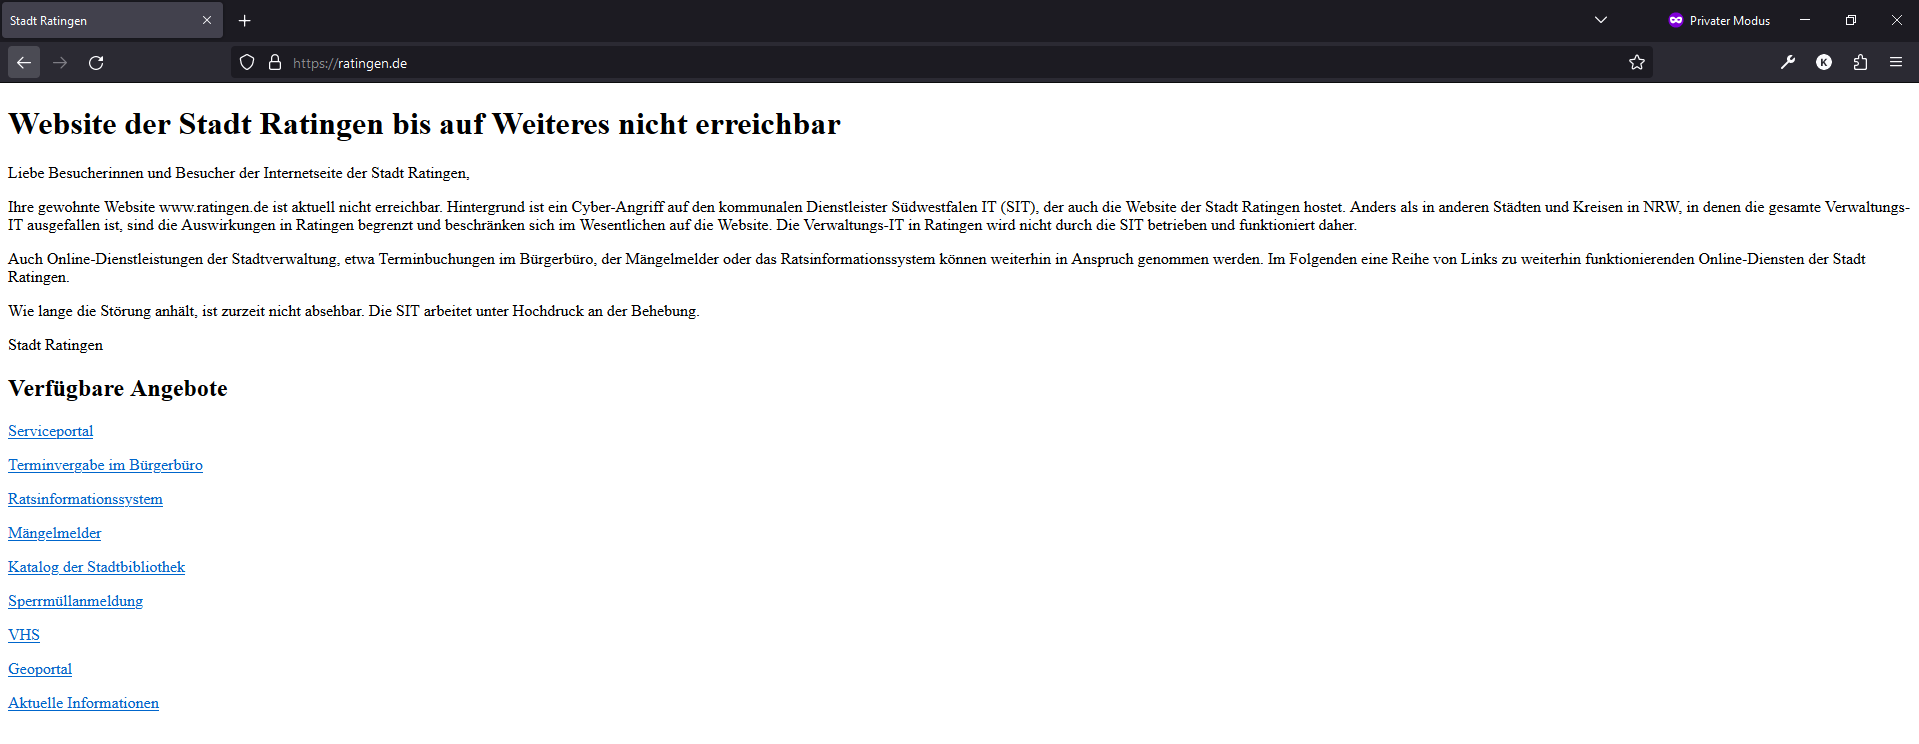 Stadt Ratingen
Privater Modus
https://ratingen.de
K
Website der Stadt Ratingen bis auf Weiteres nicht erreichbar
Liebe Besucherinnen und Besucher der Internetseite der Stadt Ratingen,
Ihre gewohnte Website www.ratingen.de ist aktuell nicht erreichbar. Hintergrund ist ein Cyber-Angriff auf den kommunalen Dienstleister Südwestfalen IT (SIT), der auch die Website der Stadt Ratingen hostet. Anders als in anderen Städten und Kreisen in NRW, in denen die gesamte Verwaltungs-
IT ausgefallen ist, sind die Auswirkungen in Ratingen begrenzt und beschränken sich im Wesentlichen auf die Website. Die Verwaltungs-IT in Ratingen wird nicht durch die SIT betrieben und funktioniert daher.
Auch Online-Dienstleistungen der Stadtverwaltung, etwa Terminbuchungen im Bürgerbüro, der Mängelmelder oder das Ratsinformationssystem können weiterhin in Anspruch genommen werden. Im Folgenden eine Reihe von Links zu weiterhin funktionierenden Online-Diensten der Stadt
Ratingen.
Wie lange die Störung anhält, ist zurzeit nicht absehbar. Die SIT arbeitet unter Hochdruck an der Behebung.
Stadt Ratingen
Verfügbare Angebote
Serviceportal
Terminvergabe im Bürgerbüro
Ratsinformationssystem
Mängelmelder
Katalog der Stadtbibliothek
Sperrmüllanmeldung
VHS
Geoportal
Aktuelle Informationen